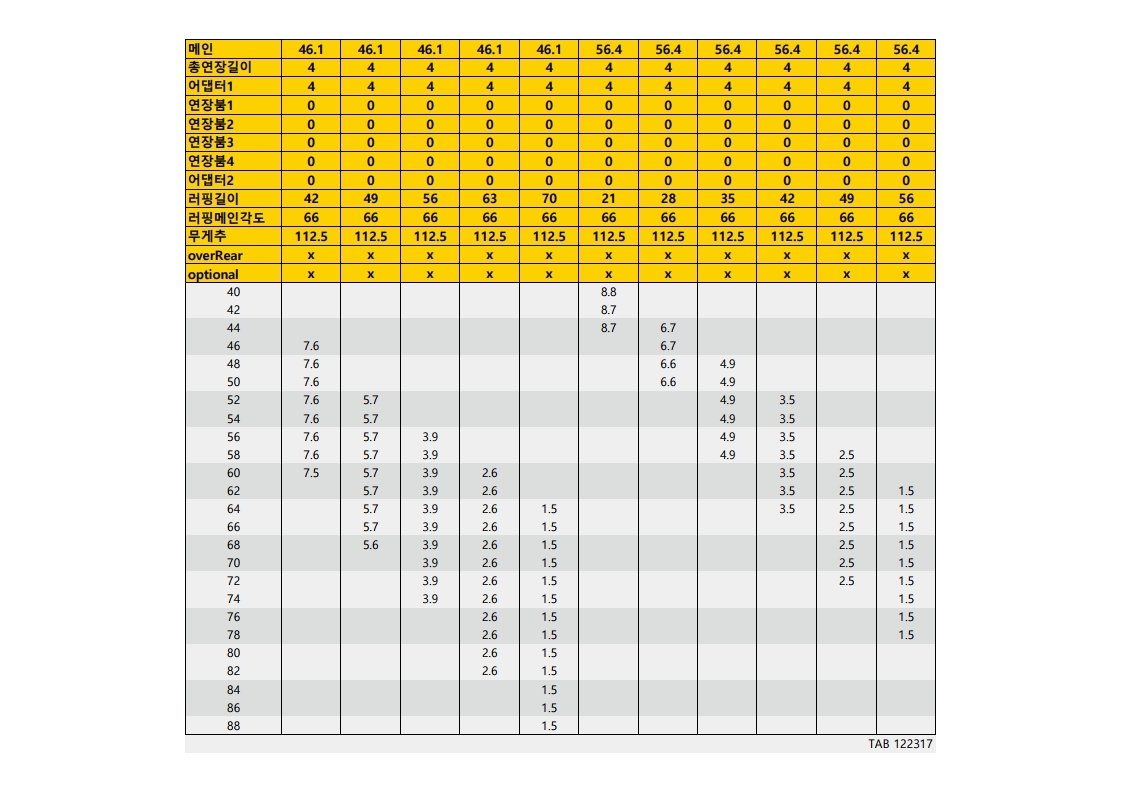 메인 46.1 46.1 46.1 46.1 46.1 56.4 56.4 56.4 56.4 56.4 56.4
총연장길이 4 4 4 4 4 4 4 4 4 4 4
어댑터1 4 4 4 4 4 4 4 4 4 4 4
연장붐1 0 0 0 0 0 0 0 0 0 0 0
연장붐2 0 0 0 0 0 0 0 0 0 0 0
연장붐3 0 0 0 0 0 0 0 0 0 0 0
연장붐4 0 0 0 0 0 0 0 0 0 0 0
어댑터2 0 0 0 0 0 0 0 0 0 0 0
러핑길이 42 49 56 63 70 21 28 35 42 49 56
러핑메인각도 66 66 66 66 66 66 66 66 66 66 66
무게추 112.5 112.5 112.5 112.5 112.5 112.5 112.5 112.5 112.5 112.5 112.5
overRear x x x x x x x x x x x
optional x x x x x x x x x x x
40 8.8
42 8.7
44 8.7 6.7
46 7.6 6.7
48 7.6 6.6 4.9
50 7.6 6.6 4.9
52 7.6 5.7 4.9 3.5
54 7.6 5.7 4.9 3.5
56 7.6 5.7 3.9 4.9 3.5
58 7.6 5.7 3.9 4.9 3.5 2.5
60 7.5 5.7 3.9 2.6 3.5 2.5
62 5.7 3.9 2.6 3.5 2.5 1.5
64 5.7 3.9 2.6 1.5 3.5 2.5 1.5
66 5.7 3.9 2.6 1.5 2.5 1.5
68 5.6 3.9 2.6 1.5 2.5 1.5
70 3.9 2.6 1.5 2.5 1.5
72 3.9 2.6 1.5 2.5 1.5
74 3.9 2.6 1.5 1.5
76 2.6 1.5 1.5
78 2.6 1.5 1.5
80 2.6 1.5
82 2.6 1.5
84 1.5
86 1.5
88 1.5
TAB 122317